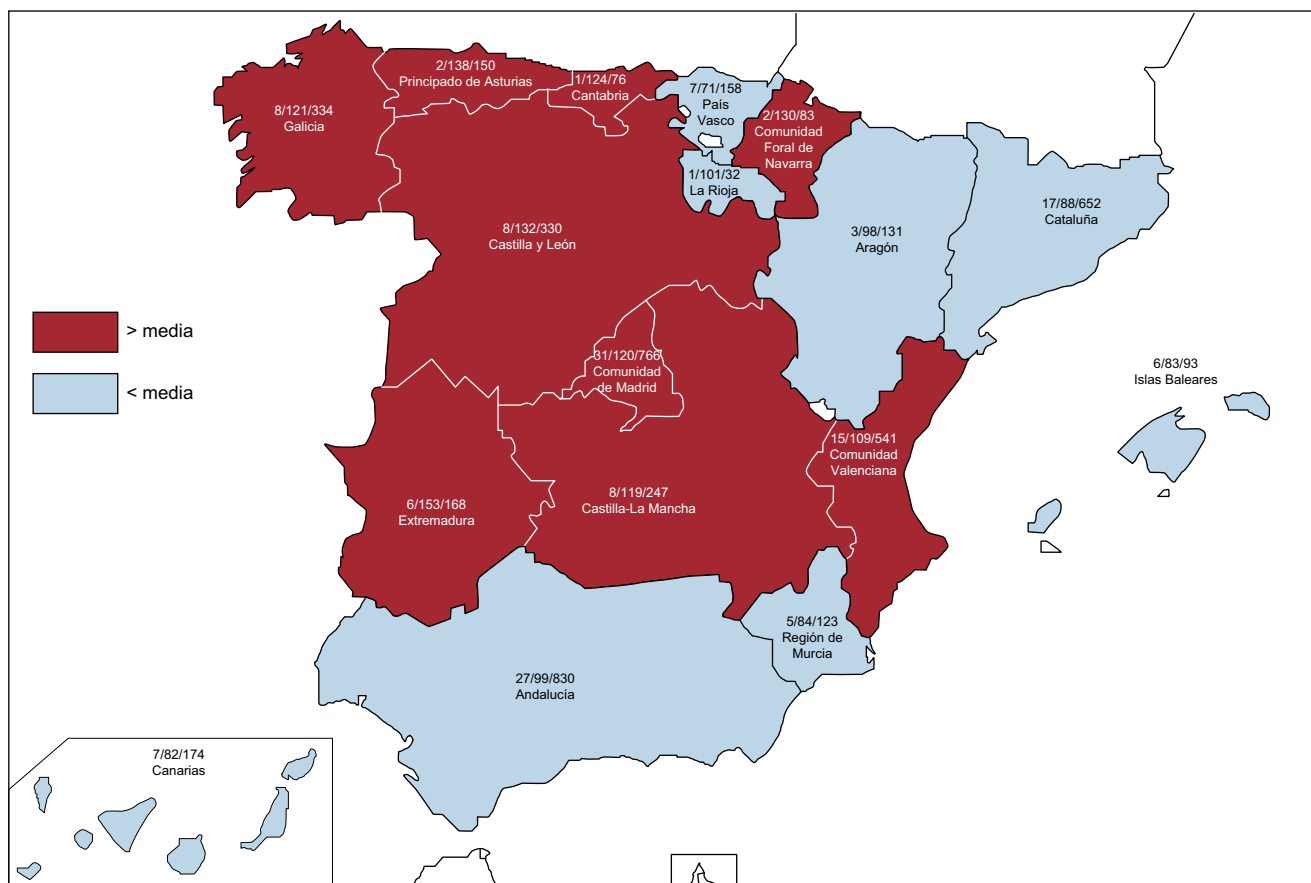 2/138/150
Principado de Asturias
1/124/76
Cantabria
7/71/158
País
Vasco
8/121/334
Galicia
2/130/83
Comunidad
Foral de
Navarra
1/101/32
La Rioja
17/88/652
Cataluña
8/132/330
Castilla y León
3/98/131
Aragón
> media
< media
31/120/766
Comunidad
de Madrid
6/83/93
Islas Baleares
15/109/541
Comunidad
Valenciana
6/153/168
Extremadura
8/119/247
Castilla-La Mancha
5/84/123
Región de
Murcia
27/99/830
Andalucía
7/82/174
Canarias